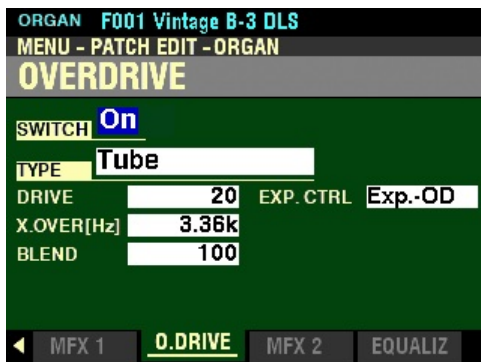 ORGAN F001 Vintage B-3 DLS
MENU - PATCH EDIT - ORGAN
OVERDRIVE
SWITCH On
TYPE Tube
DRIVE 20 EXP. CTRL Exp.-OD
X.OVER[Hz] 3.36k
BLEND 100
MFX 1 O.DRIVE MFX 2 EQUALIZ